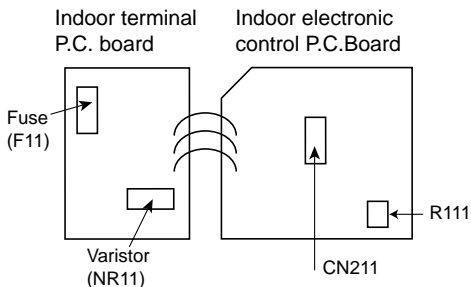 Indoor terminal
P.C. board
Indoor electronic
control P.C.Board
Fuse
(F11)
R111
Varistor
(NR11)
CN211